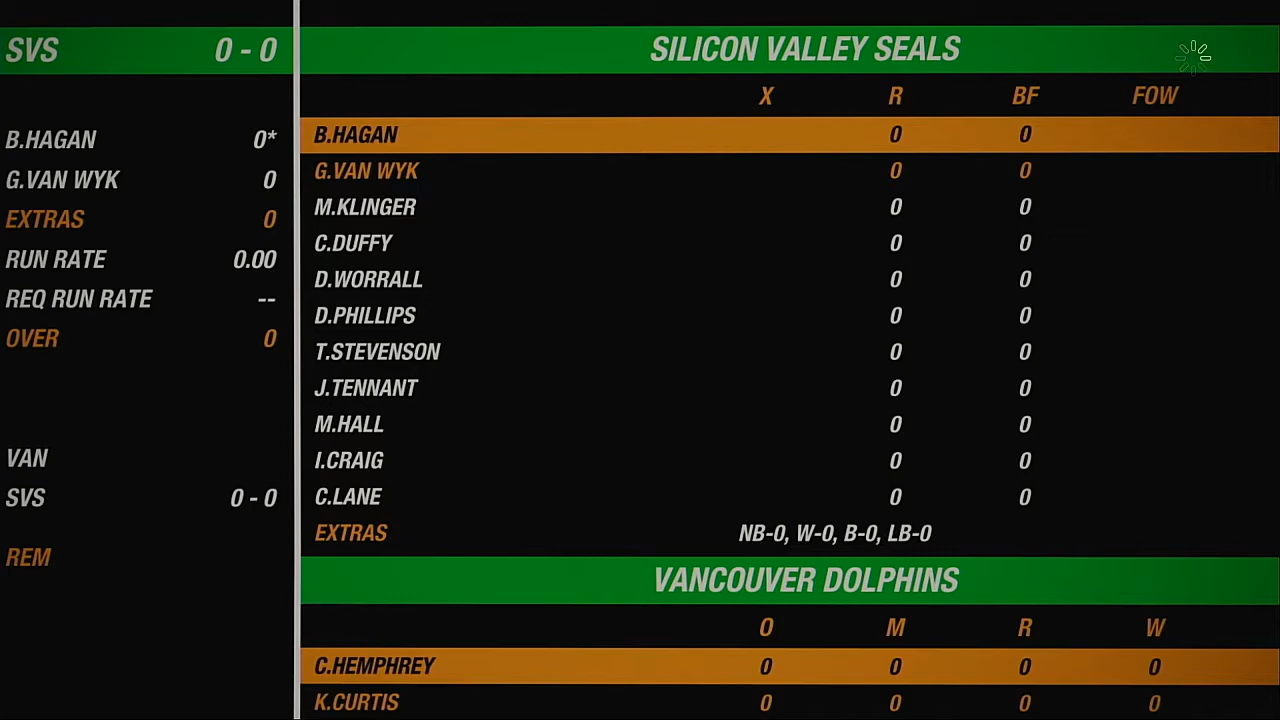 SVS 0 - 0
B.HAGAN 0*
G.VAN WYK 0
EXTRAS 0
RUN RATE 0.00
REQ RUN RATE --
OVER 0
VAN
SVS 0 - 0
REM
SILICON VALLEY SEALS
X R BF FOW
B.HAGAN 0 0
G.VAN WYK 0 0
M.KLINGER 0 0
C.DUFFY 0 0
D.WORRALL 0 0
D.PHILLIPS 0 0
T.STEVENSON 0 0
J.TENNANT 0 0
M.HALL 0 0
I.CRAIG 0 0
C.LANE 0 0
EXTRAS NB-0, W-0, B-0, LB-0
VANCOUVER DOLPHINS
O M R W
C.HEMPHREY 0 0 0 0
K.CURTIS 0 0 0 0